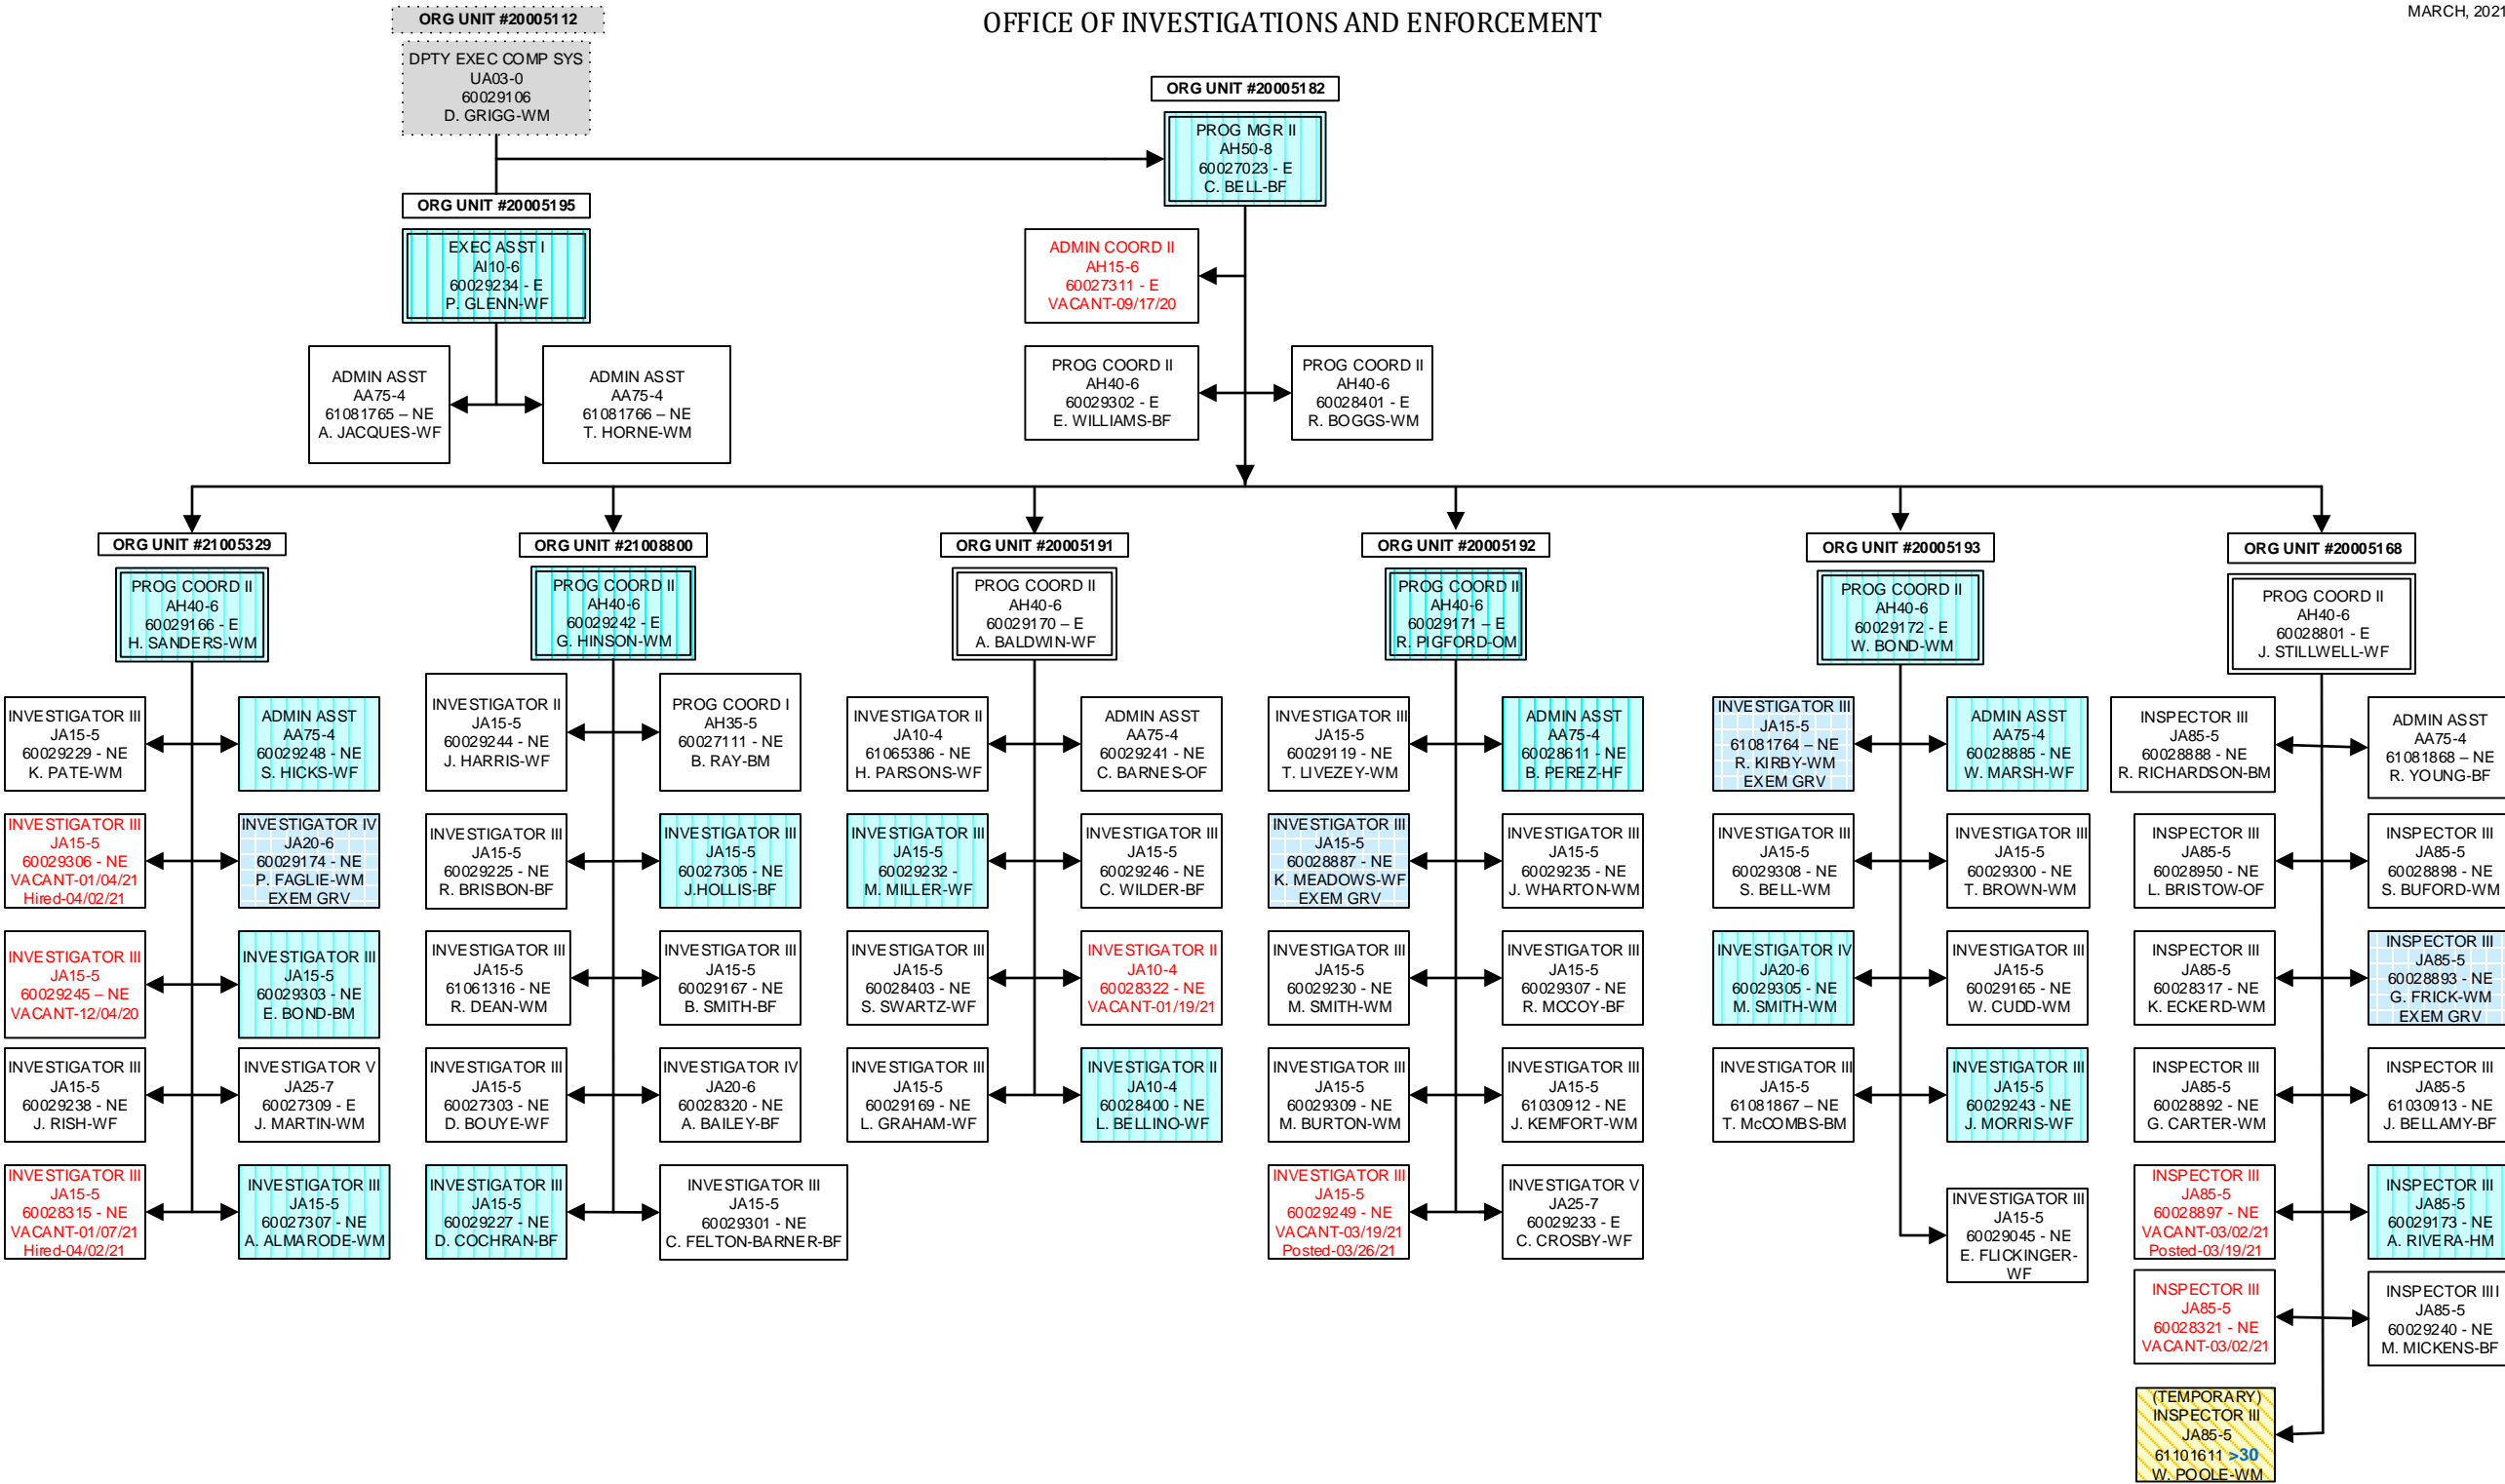 OFFICE OF INVESTIGATIONS AND ENFORCEMENT
MARCH, 2021
ORG UNIT #20005112
DPTY EXEC COMP SYS
UA03-0
60029106
D. GRIGG-WM
ORG UNIT #20005182
PROG MGR II
AH50-8
60027023 - E
C. BELL-BF
ORG UNIT #20005195
EXEC ASST I
AI10-6
60029234 - E
P. GLENN-WF
ADMIN COORD II
AH15-6
60027311 - E
VACANT-09/17/20
ADMIN ASST
AA75-4
61081765 – NE
A. JACQUES-WF
ADMIN ASST
AA75-4
61081766 – NE
T. HORNE-WM
PROG COORD II
AH40-6
60029302 - E
E. WILLIAMS-BF
PROG COORD II
AH40-6
60028401 - E
R. BOGGS-WM
ORG UNIT #21005329
PROG COORD II
AH40-6
60029166 - E
H. SANDERS-WM
INVESTIGATOR III
JA15-5
60029229 - NE
K. PATE-WM
ADMIN ASST
AA75-4
60029248 - NE
S. HICKS-WF
INVESTIGATOR III
JA15-5
60029306 - NE
VACANT-01/04/21
Hired-04/02/21
INVESTIGATOR IV
JA20-6
60029174 - NE
P. FAGLIE-WM
EXEM GRV
INVESTIGATOR III
JA15-5
60029245 – NE
VACANT-12/04/20
INVESTIGATOR III
JA15-5
60029303 - NE
E. BOND-BM
INVESTIGATOR III
JA15-5
60029238 - NE
J. RISH-WF
INVESTIGATOR V
JA25-7
60027309 - E
J. MARTIN-WM
INVESTIGATOR III
JA15-5
60028315 - NE
VACANT-01/07/21
Hired-04/02/21
INVESTIGATOR III
JA15-5
60027307 - NE
A. ALMARODE-WM
ORG UNIT #21008800
PROG COORD II
AH40-6
60029242 - E
G. HINSON-WM
INVESTIGATOR II
JA15-5
60029244 - NE
J. HARRIS-WF
PROG COORD I
AH35-5
60027111 - NE
B. RAY-BM
INVESTIGATOR III
JA15-5
60029225 - NE
R. BRISBON-BF
INVESTIGATOR III
JA15-5
60027305 - NE
J.HOLLIS-BF
INVESTIGATOR III
JA15-5
61061316 - NE
R. DEAN-WM
INVESTIGATOR III
JA15-5
60029167 - NE
B. SMITH-BF
INVESTIGATOR III
JA15-5
60027303 - NE
D. BOUYE-WF
INVESTIGATOR IV
JA20-6
60028320 - NE
A. BAILEY-BF
INVESTIGATOR III
JA15-5
60029227 - NE
D. COCHRAN-BF
INVESTIGATOR III
JA15-5
60029301 - NE
C. FELTON-BARNER-BF
ORG UNIT #20005191
PROG COORD II
AH40-6
60029170 – E
A. BALDWIN-WF
INVESTIGATOR II
JA10-4
61065386 - NE
H. PARSONS-WF
ADMIN ASST
AA75-4
60029241 - NE
C. BARNES-OF
INVESTIGATOR III
JA15-5
60029232 -
M. MILLER-WF
INVESTIGATOR III
JA15-5
60029246 - NE
C. WILDER-BF
INVESTIGATOR III
JA15-5
60028403 - NE
S. SWARTZ-WF
INVESTIGATOR II
JA10-4
60028322 - NE
VACANT-01/19/21
INVESTIGATOR III
JA15-5
60029169 - NE
L. GRAHAM-WF
INVESTIGATOR II
JA10-4
60028400 - NE
L. BELLINO-WF
ORG UNIT #20005192
PROG COORD II
AH40-6
60029171 – E
R. PIGFORD-OM
INVESTIGATOR III
JA15-5
60029119 - NE
T. LIVEZEY-WM
ADMIN ASST
AA75-4
60028611 - NE
B. PEREZ-HF
INVESTIGATOR III
JA15-5
60028887 - NE
K. MEADOWS-WF
EXEM GRV
INVESTIGATOR III
JA15-5
60029235 - NE
J. WHARTON-WM
INVESTIGATOR III
JA15-5
60029230 - NE
M. SMITH-WM
INVESTIGATOR III
JA15-5
60029307 - NE
R. MCCOY-BF
INVESTIGATOR III
JA15-5
60029309 - NE
M. BURTON-WM
INVESTIGATOR III
JA15-5
61030912 - NE
J. KEMFORT-WM
INVESTIGATOR III
JA15-5
60029249 - NE
VACANT-03/19/21
Posted-03/26/21
INVESTIGATOR V
JA25-7
60029233 - E
C. CROSBY-WF
ORG UNIT #20005193
PROG COORD II
AH40-6
60029172 - E
W. BOND-WM
INVESTIGATOR III
JA15-5
61081764 – NE
R. KIRBY-WM
EXEM GRV
ADMIN ASST
AA75-4
60028885 - NE
W. MARSH-WF
INVESTIGATOR III
JA15-5
60029308 - NE
S. BELL-WM
INVESTIGATOR III
JA15-5
60029300 - NE
T. BROWN-WM
INVESTIGATOR IV
JA20-6
60029305 - NE
M. SMITH-WM
INVESTIGATOR III
JA15-5
60029165 - NE
W. CUDD-WM
INVESTIGATOR III
JA15-5
61081867 – NE
T. McCOMBS-BM
INVESTIGATOR III
JA15-5
60029243 - NE
J. MORRIS-WF
INVESTIGATOR III
JA15-5
60029045 - NE
E. FLICKINGER-
WF
ORG UNIT #20005168
PROG COORD II
AH40-6
60028801 - E
J. STILLWELL-WF
INSPECTOR III
JA85-5
60028888 - NE
R. RICHARDSON-BM
ADMIN ASST
AA75-4
61081868 – NE
R. YOUNG-BF
INSPECTOR III
JA85-5
60028950 - NE
L. BRISTOW-OF
INSPECTOR III
JA85-5
60028898 - NE
S. BUFORD-WM
INSPECTOR III
JA85-5
60028317 - NE
K. ECKERD-WM
INSPECTOR III
JA85-5
60028893 - NE
G. FRICK-WM
EXEM GRV
INSPECTOR III
JA85-5
60028892 - NE
G. CARTER-WM
INSPECTOR III
JA85-5
61030913 - NE
J. BELLAMY-BF
INSPECTOR III
JA85-5
60028897 - NE
VACANT-03/02/21
Posted-03/19/21
INSPECTOR III
JA85-5
60029173 - NE
A. RIVERA-HM
INSPECTOR III
JA85-5
60028321 - NE
VACANT-03/02/21
INSPECTOR IIII
JA85-5
60029240 - NE
M. MICKENS-BF
(TEMPORARY)
INSPECTOR III
JA85-5
61101611 >30
W. POOLE-WM